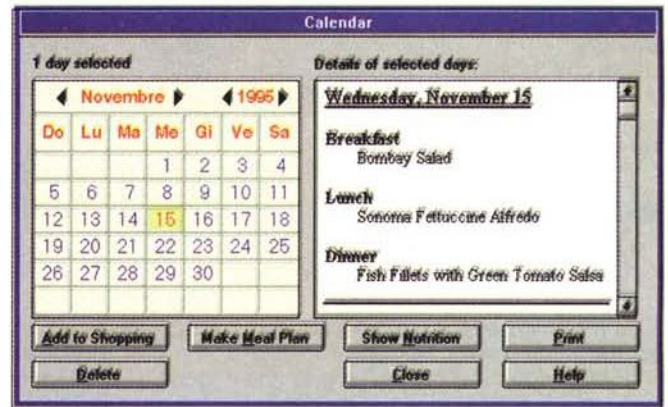 Calendar
1 day selected
Details of selected days:
Novembre 1995
Do Lu Ma Me Gi Ve Sa
1 2 3 4
5 6 7 8 9 10 11
12 13 14 15 16 17 18
19 20 21 22 23 24 25
26 27 28 29 30
Wednesday, November 15
Breakfast
Bombay Salad
Lunch
Sonoma Fettuccine Alfredo
Dinner
Fish Fillets with Green Tomato Salsa
Add to Shopping Make Meal Plan Show Nutrition Print
Delete Close Help